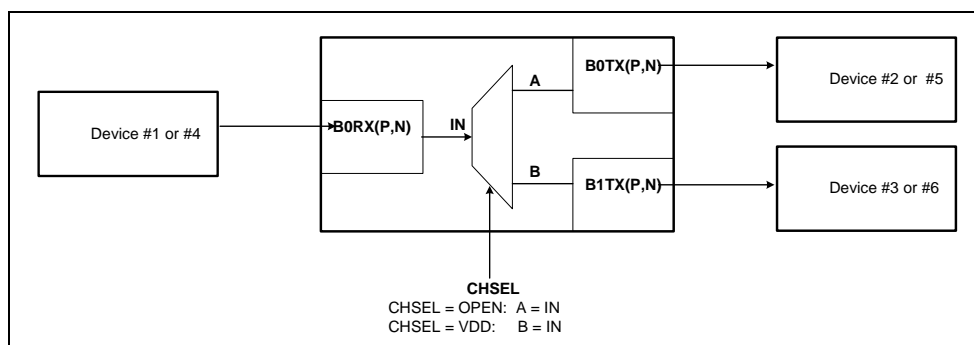 Device #1 or #4
B0RX(P,N)
IN
A
B
B0TX(P,N)
B1TX(P,N)
Device #2 or #5
Device #3 or #6
CHSEL
CHSEL = OPEN: A = IN
CHSEL = VDD: B = IN